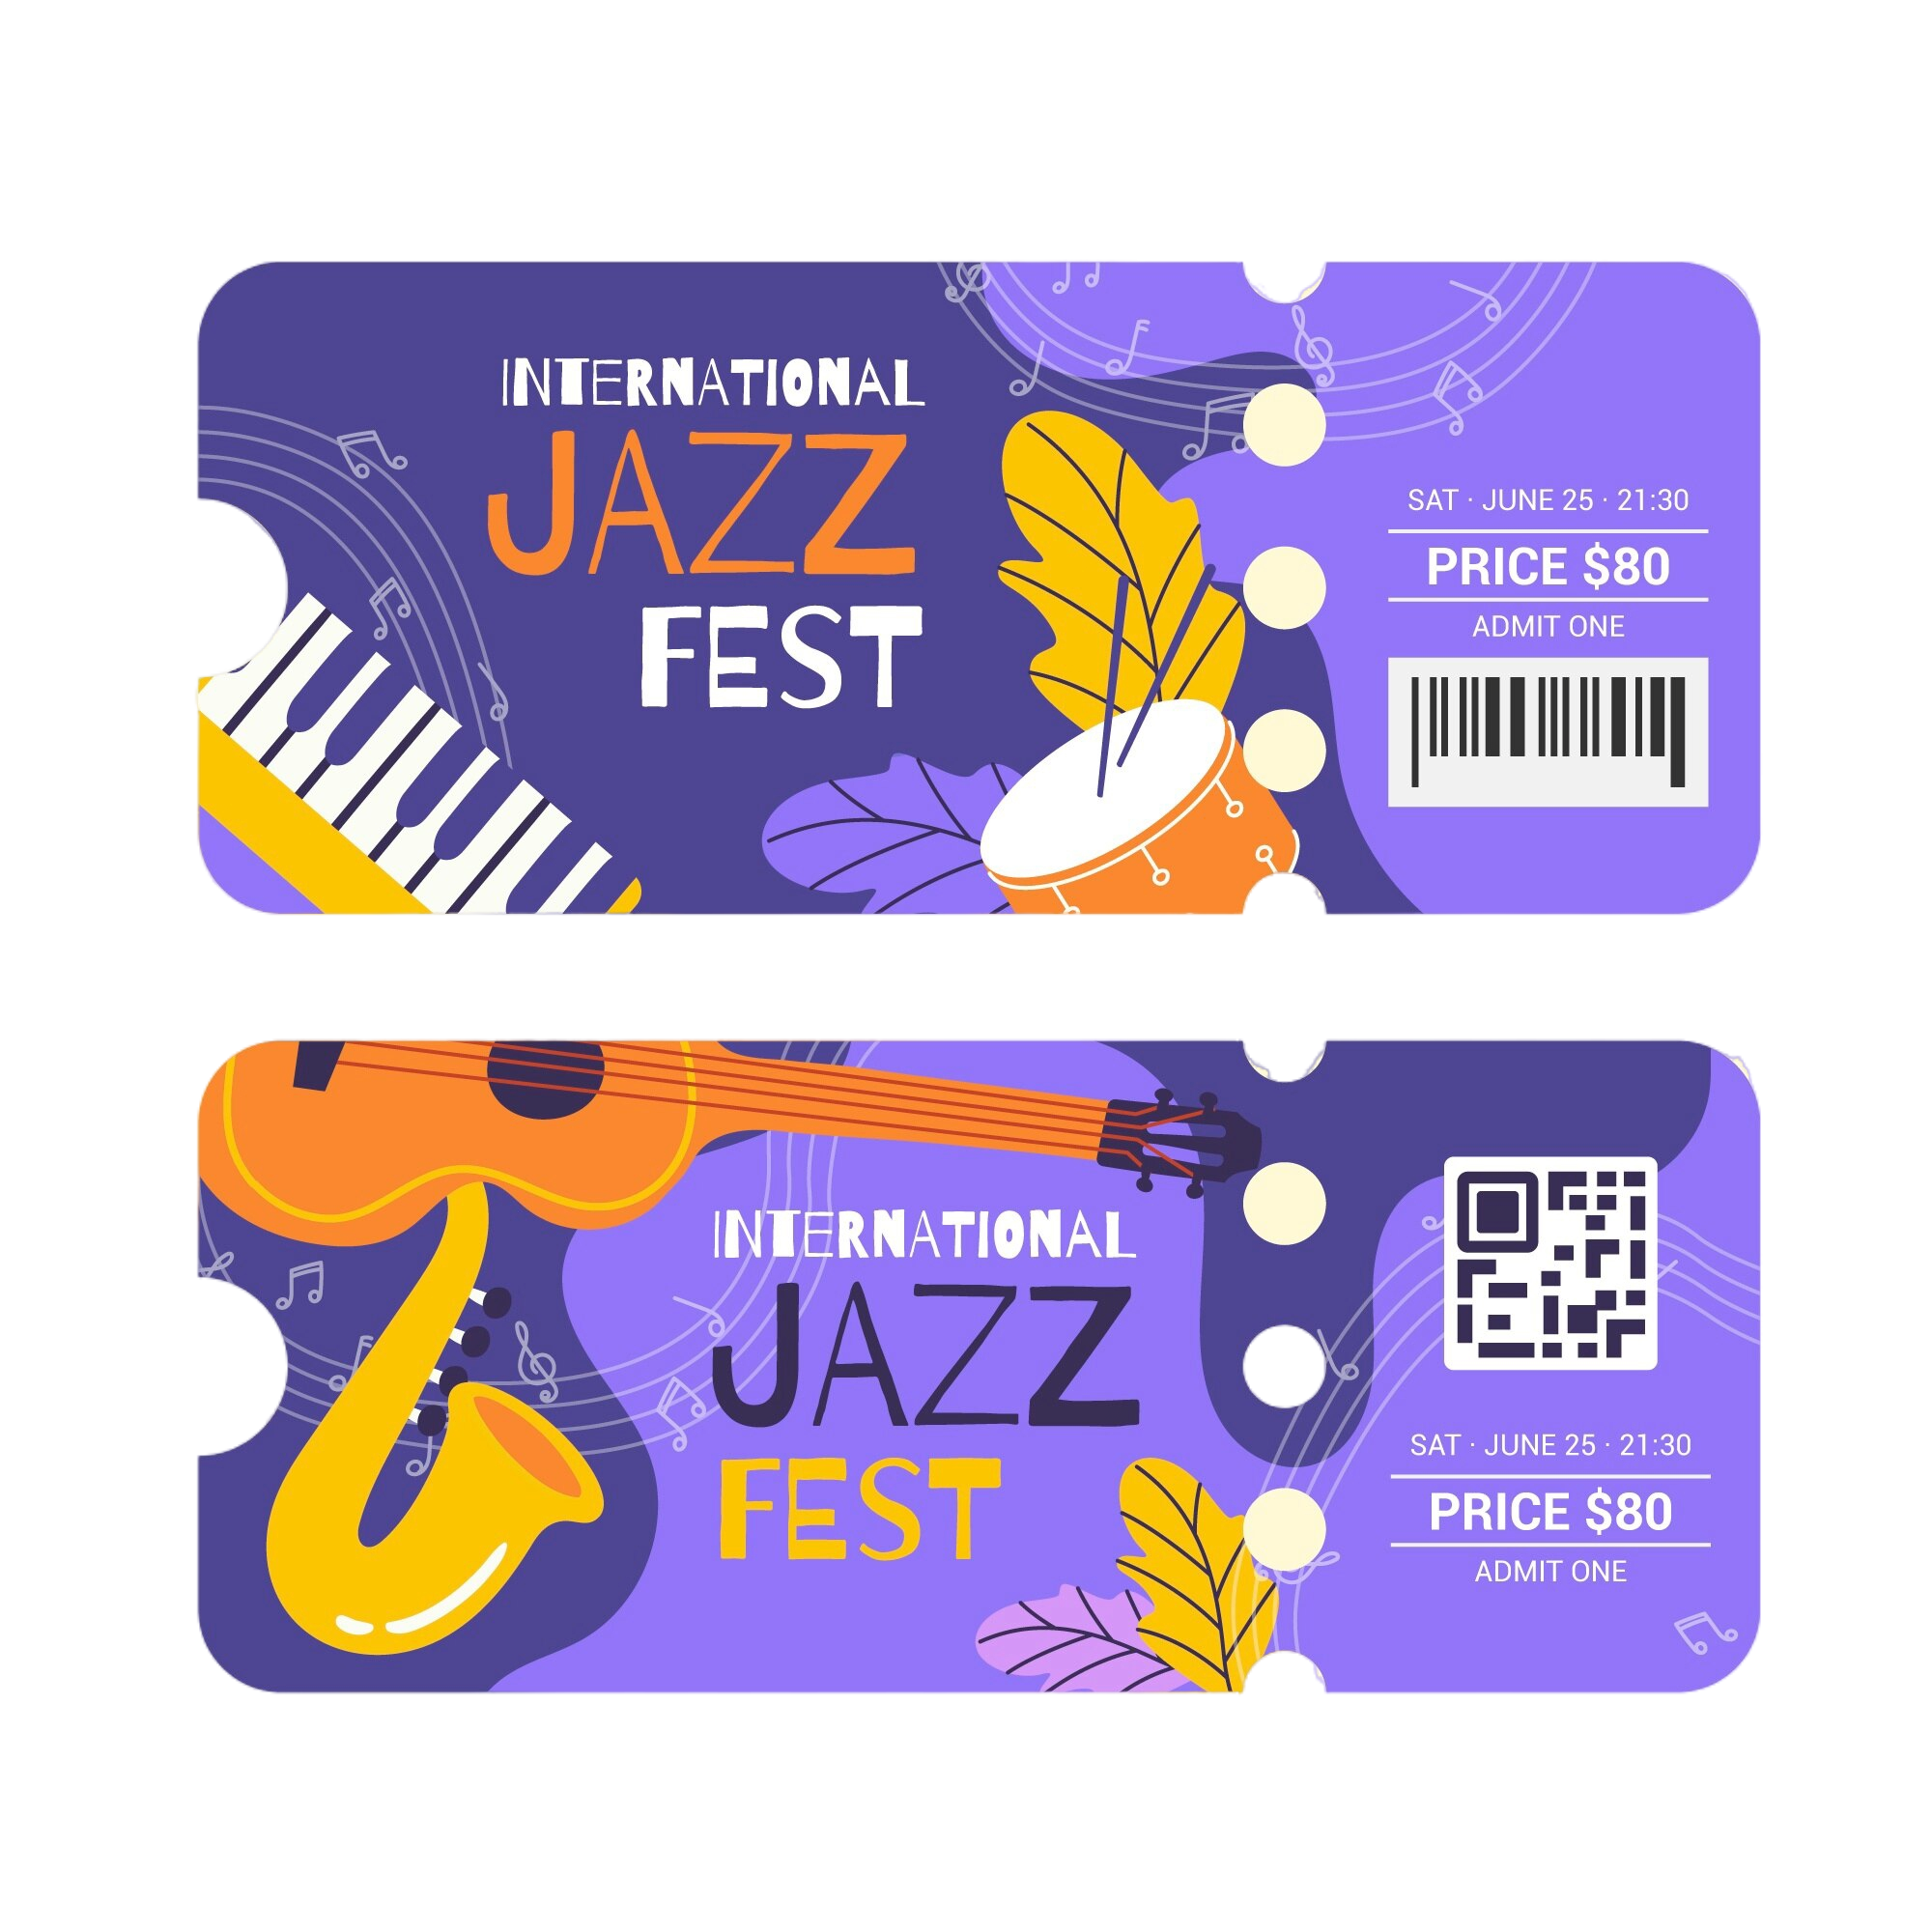 INTERNATIONAL
JAZZ
FEST
SAT · JUNE 25 · 21:30
PRICE $80
ADMIT ONE
INTERNATIONAL
JAZZ
FEST
SAT · JUNE 25 · 21:30
PRICE $80
ADMIT ONE